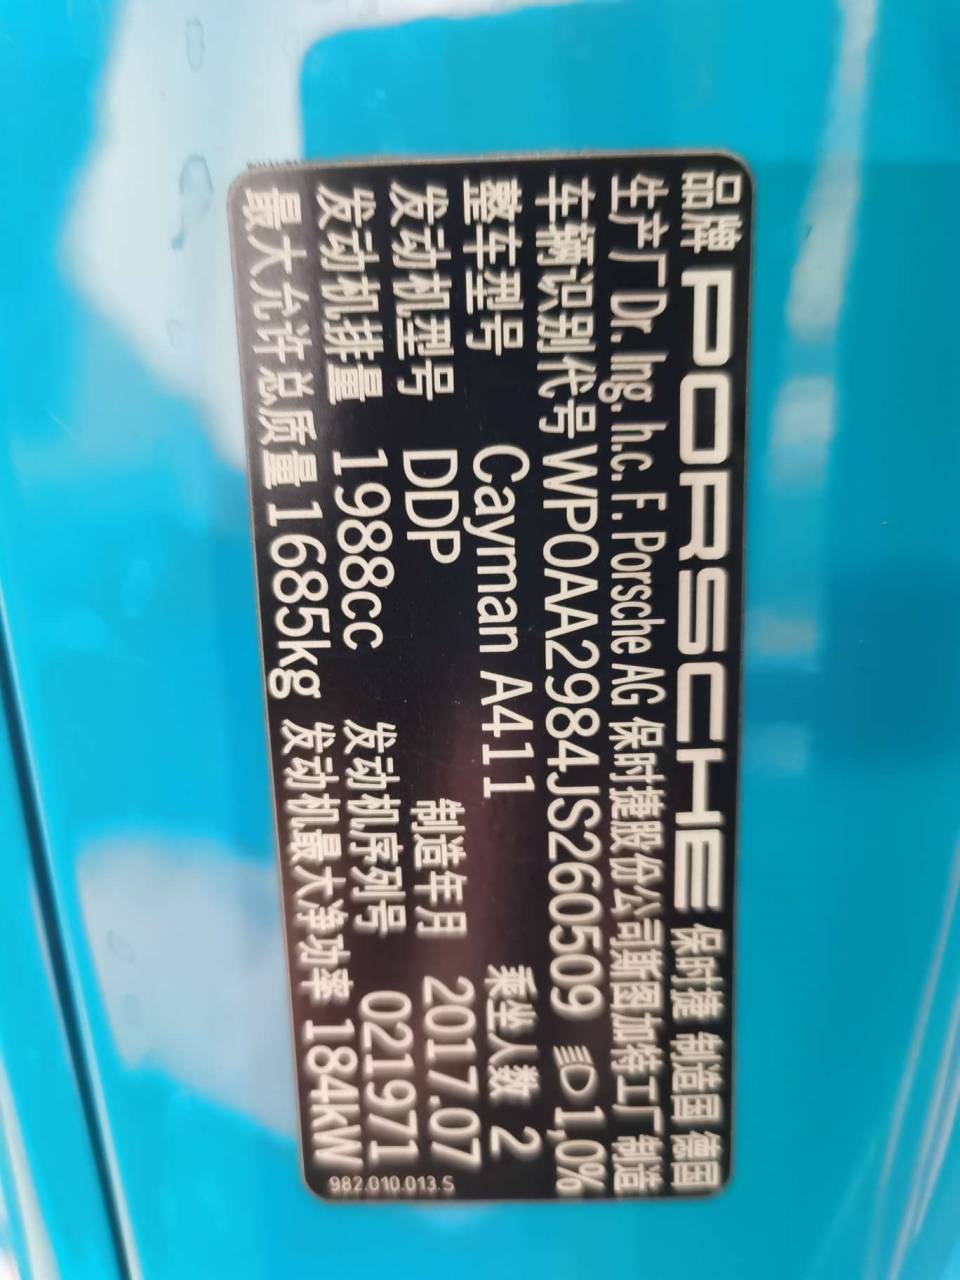 品牌 PORSCHE 保时捷 制造国 德国
生产厂 Dr. Ing. h.c. F. Porsche AG 保时捷股份公司斯图加特工厂 制造
车辆识别代号 WP0AA2984JS260509 1,0%
整车型号 Cayman A411 乘坐人数 2
发动机型号 DDP 制造年月 2017.07
发动机排量 1988cc 发动机序列号 021971
最大允许总质量 1685kg 发动机最大净功率 184kW
982.010.013.S